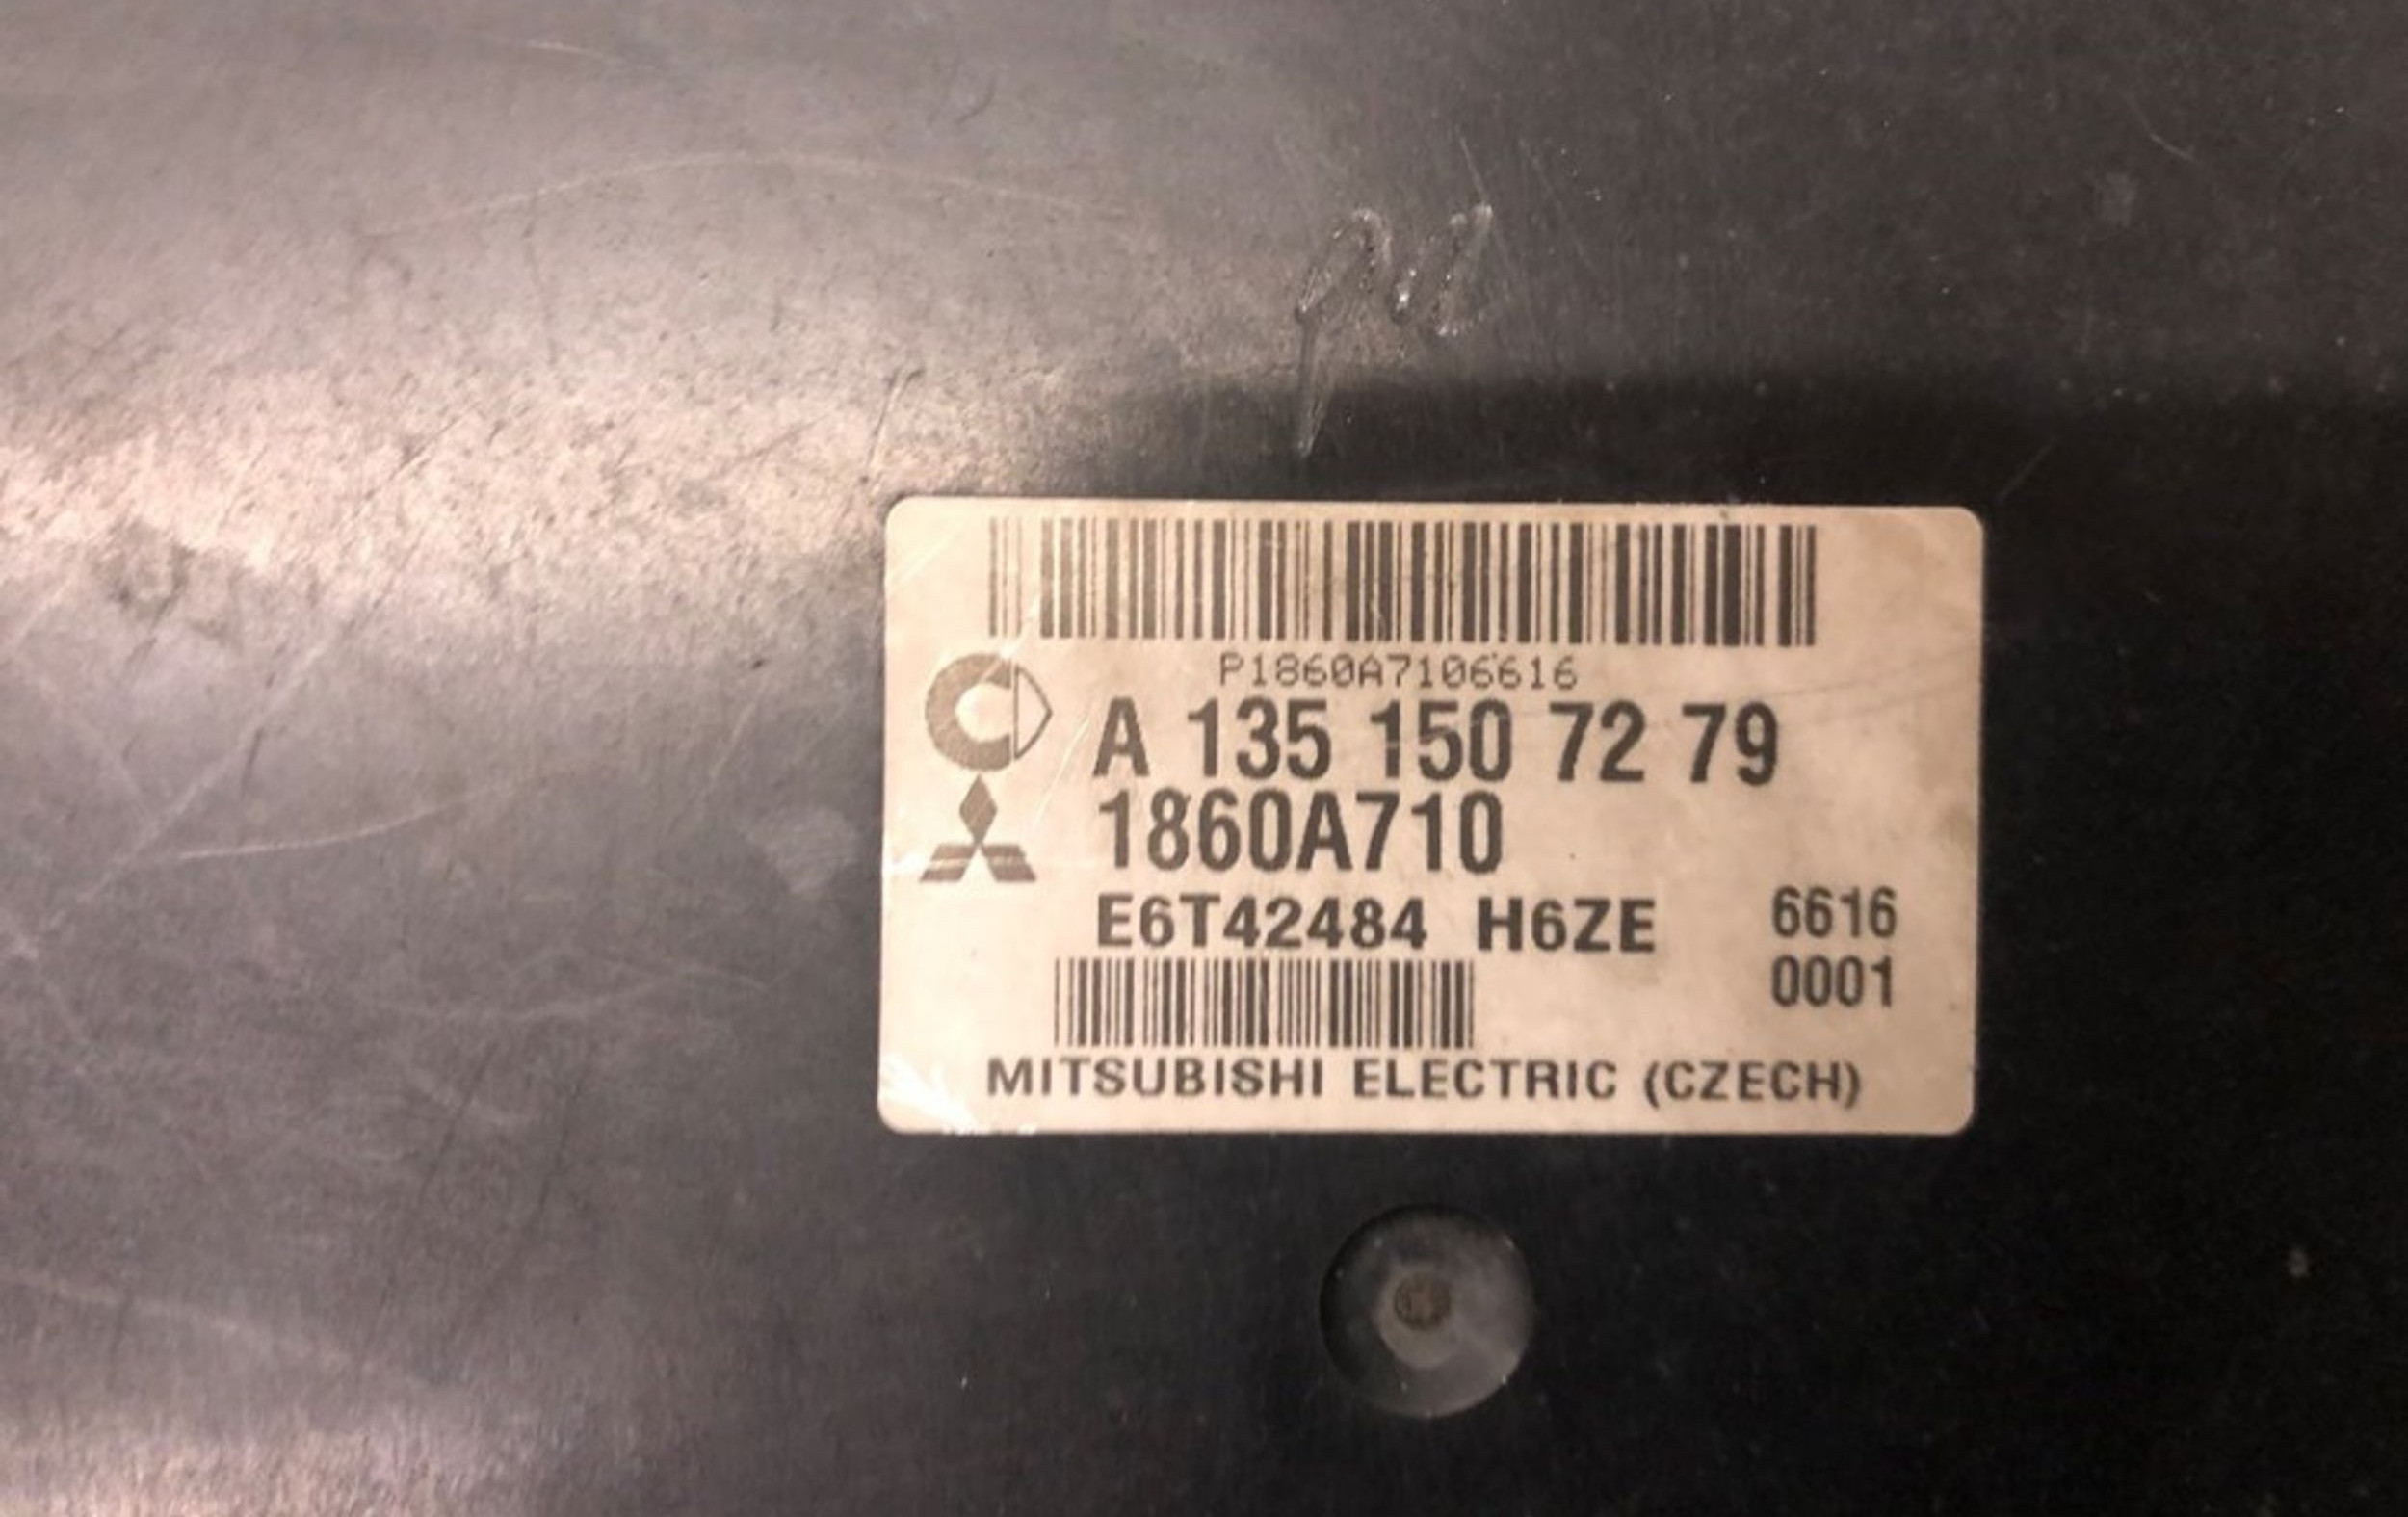 P1860A7106616
A 135 150 72 79
1860A710
E6T42484 H6ZE 6616
0001
MITSUBISHI ELECTRIC (CZECH)